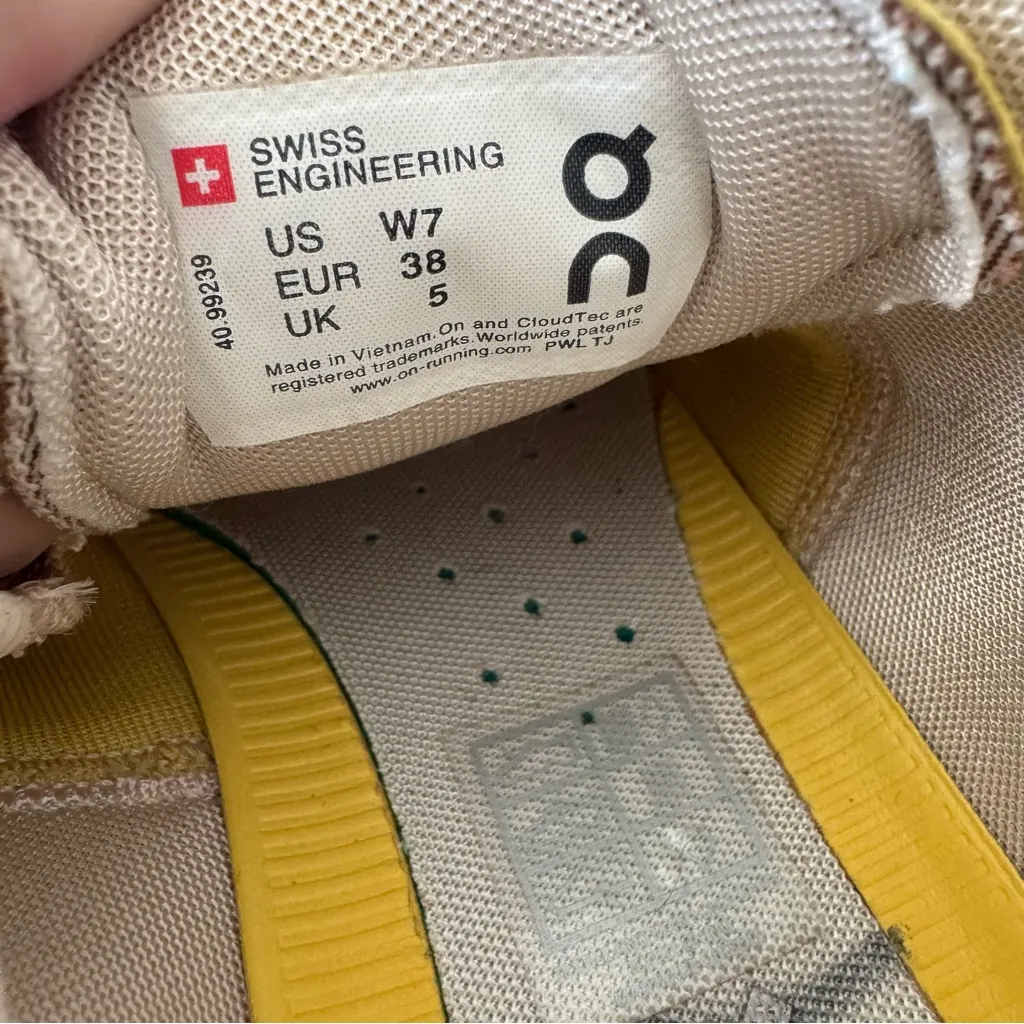 SWISS
ENGINEERING
US W7
EUR 38
UK 5
40.99239
Made in Vietnam. On and CloudTec are
registered trademarks. Worldwide patents.
www.on-running.com PWL TJ